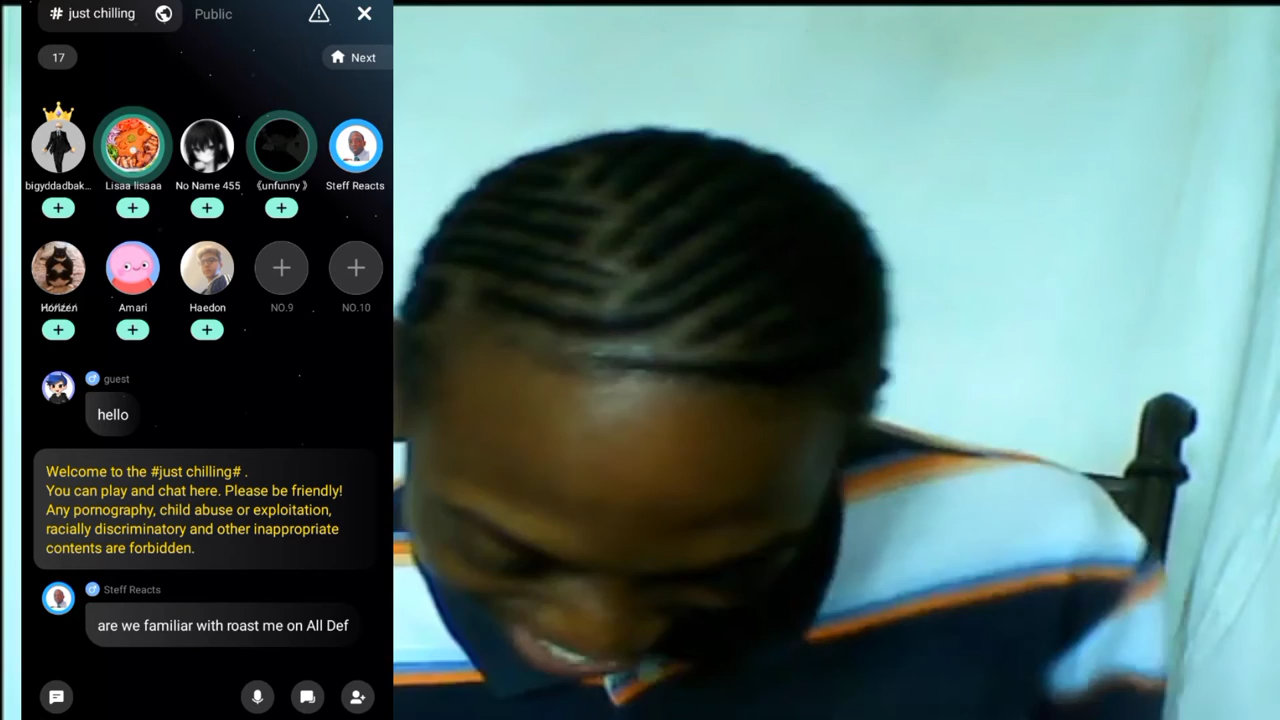 # just chilling
Public
17
Next
bigyddadbak...
Lisaa lisaaa
No Name 455
《unfunny 》
Steff Reacts
Amari
Haedon
NO.9
NO.10
guest
hello
Welcome to the #just chilling# .
You can play and chat here. Please be friendly!
Any pornography, child abuse or exploitation,
racially discriminatory and other inappropriate
contents are forbidden.
Steff Reacts
are we familiar with roast me on All Def